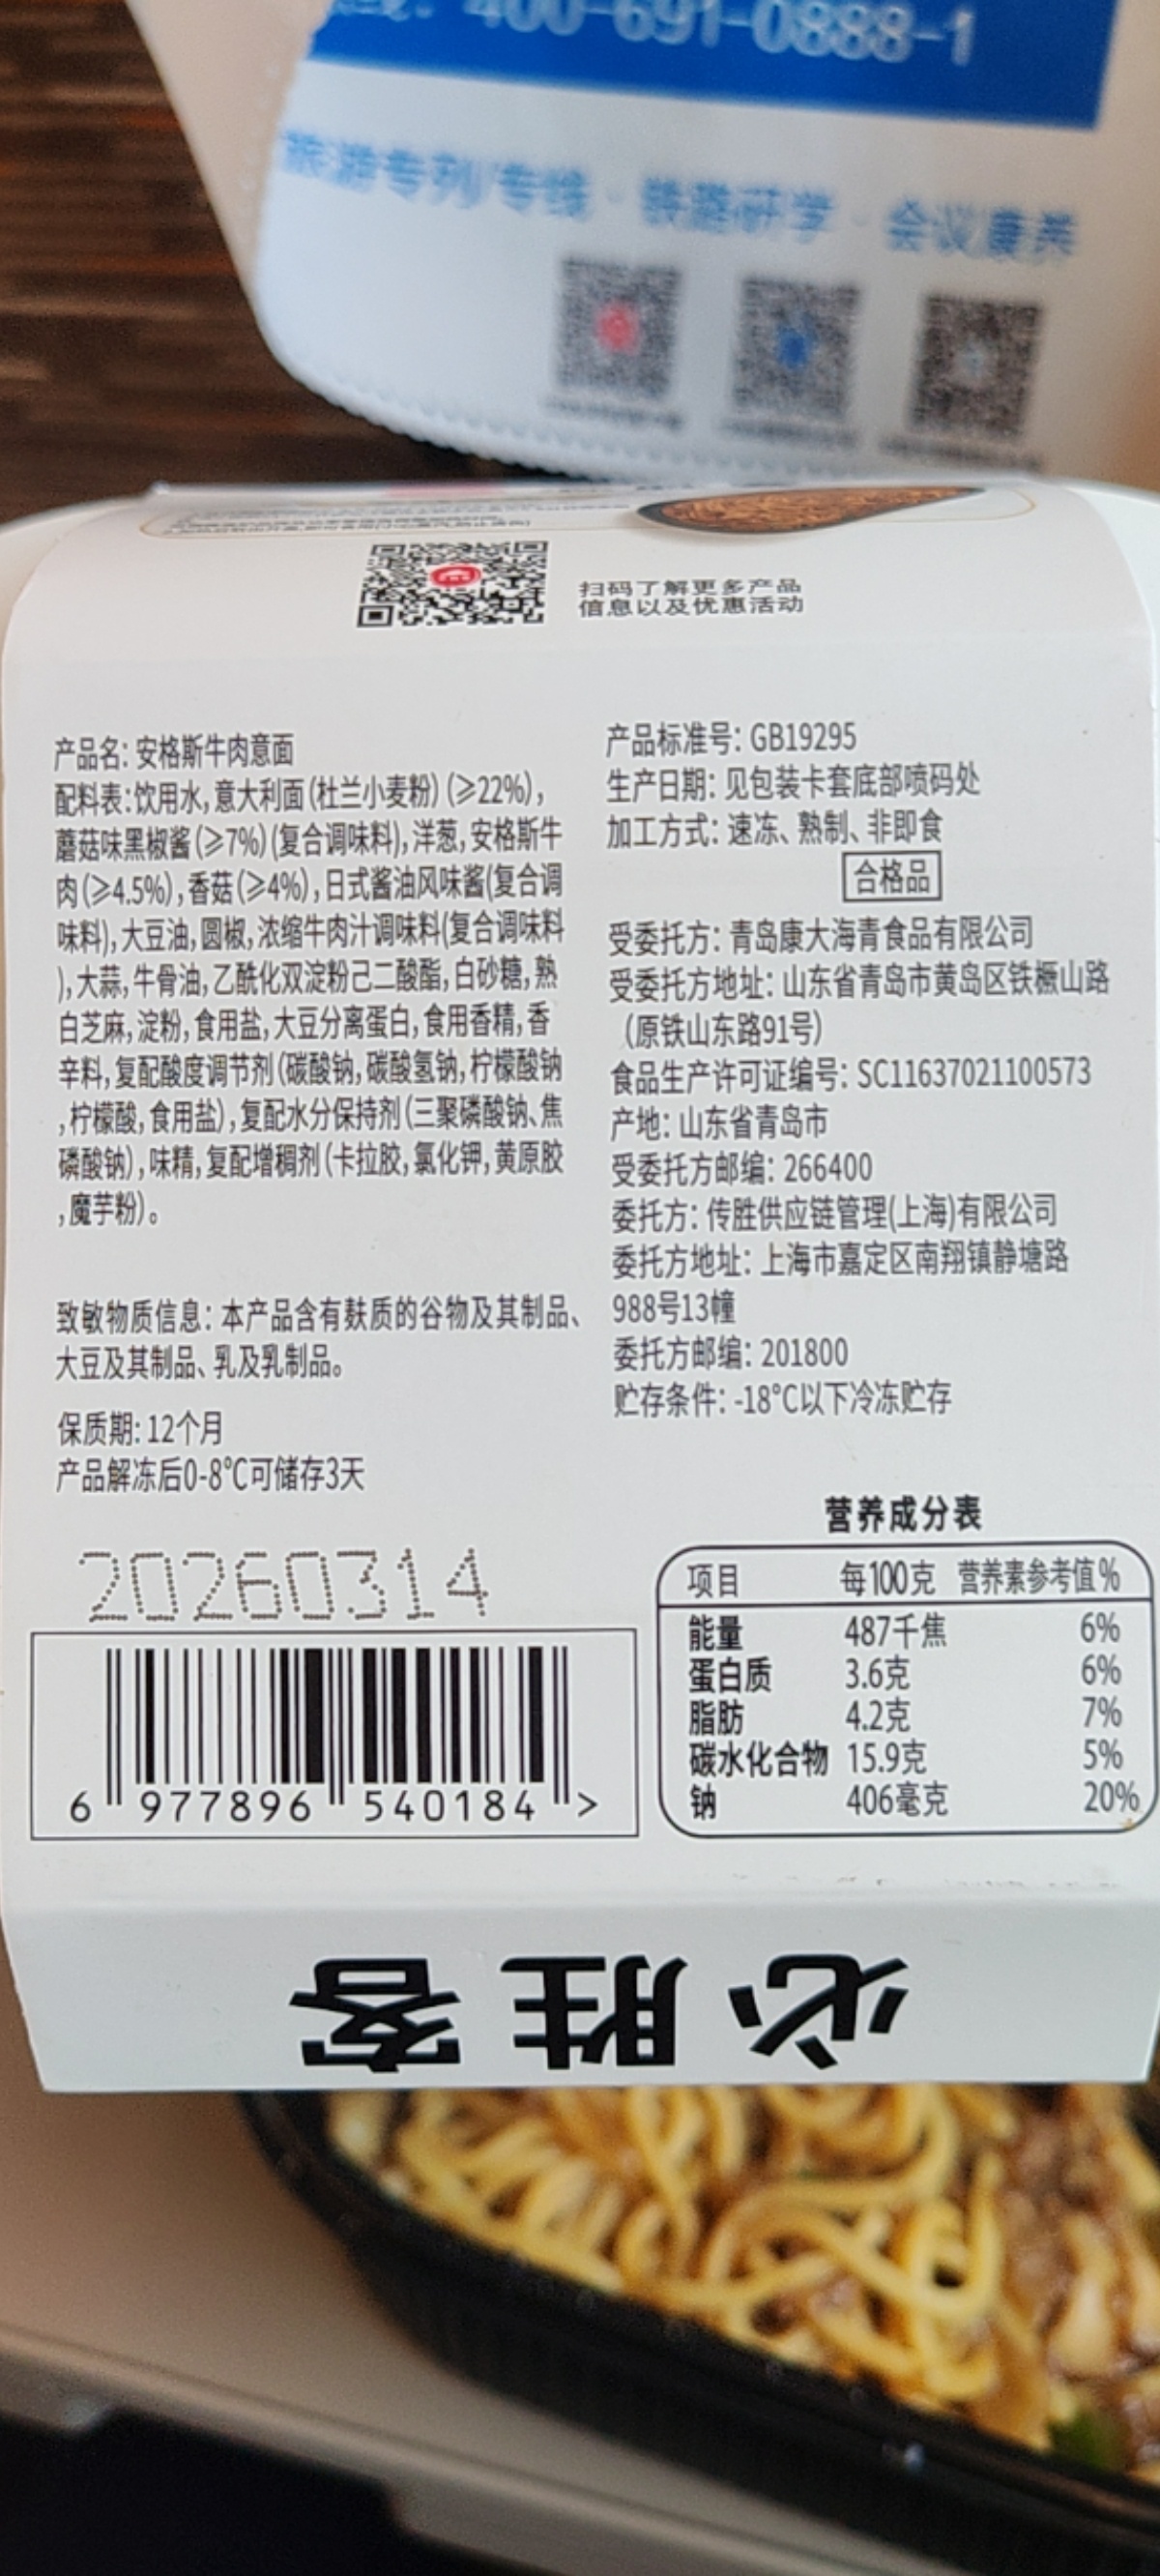 400-691-0888-1
旅游专列/专线 · 铁路研学 · 会议康养
扫码了解更多产品
信息以及优惠活动
产品名: 安格斯牛肉意面
配料表:饮用水,意大利面(杜兰小麦粉)(≥22%),
蘑菇味黑椒酱(≥7%)(复合调味料),洋葱,安格斯牛
肉(≥4.5%),香菇(≥4%),日式酱油风味酱(复合调
味料),大豆油,圆椒,浓缩牛肉汁调味料(复合调味料
),大蒜,牛骨油,乙酰化双淀粉己二酸酯,白砂糖,熟
白芝麻,淀粉,食用盐,大豆分离蛋白,食用香精,香
辛料,复配酸度调节剂(碳酸钠,碳酸氢钠,柠檬酸钠
,柠檬酸,食用盐),复配水分保持剂(三聚磷酸钠、焦
磷酸钠),味精,复配增稠剂(卡拉胶,氯化钾,黄原胶
,魔芋粉)。
致敏物质信息: 本产品含有麸质的谷物及其制品、
大豆及其制品、乳及乳制品。
保质期: 12个月
产品解冻后0-8°C可储存3天
20260314
6 977896 540184 >
产品标准号: GB19295
生产日期: 见包装卡套底部喷码处
加工方式: 速冻、熟制、非即食
合格品
受委托方: 青岛康大海青食品有限公司
受委托方地址: 山东省青岛市黄岛区铁橛山路
(原铁山东路91号)
食品生产许可证编号: SC11637021100573
产地: 山东省青岛市
受委托方邮编: 266400
委托方: 传胜供应链管理(上海)有限公司
委托方地址: 上海市嘉定区南翔镇静塘路
988号13幢
委托方邮编: 201800
贮存条件: -18°C以下冷冻贮存
营养成分表
项目 每100克 营养素参考值%
能量 487千焦 6%
蛋白质 3.6克 6%
脂肪 4.2克 7%
碳水化合物 15.9克 5%
钠 406毫克 20%
必胜客